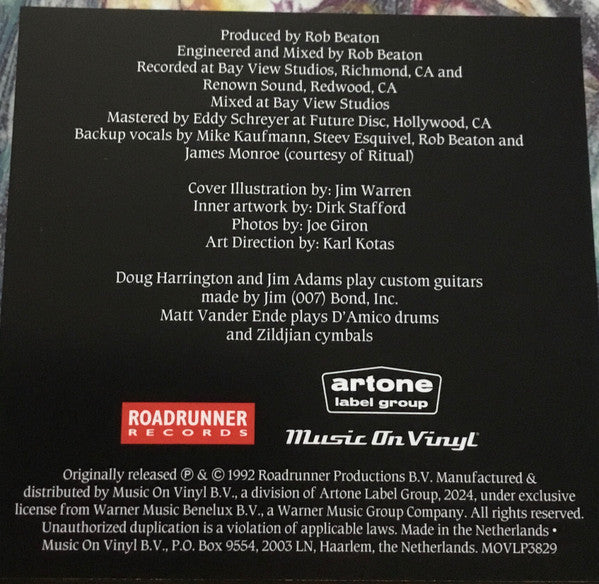 Produced by Rob Beaton
Engineered and Mixed by Rob Beaton
Recorded at Bay View Studios, Richmond, CA and
Renown Sound, Redwood, CA
Mixed at Bay View Studios
Mastered by Eddy Schreyer at Future Disc, Hollywood, CA
Backup vocals by Mike Kaufmann, Steev Esquivel, Rob Beaton and
James Monroe (courtesy of Ritual)
Cover Illustration by: Jim Warren
Inner artwork by: Dirk Stafford
Photos by: Joe Giron
Art Direction by: Karl Kotas
Doug Harrington and Jim Adams play custom guitars
made by Jim (007) Bond, Inc.
Matt Vander Ende plays D'Amico drums
and Zildjian cymbals
artone
label group
ROADRUNNER
RECORDS
Music On Vinyl
Originally released ℗ & © 1992 Roadrunner Productions B.V. Manufactured &
distributed by Music On Vinyl B.V., a division of Artone Label Group, 2024, under exclusive
license from Warner Music Benelux B.V., a Warner Music Group Company. All rights reserved.
Unauthorized duplication is a violation of applicable laws. Made in the Netherlands •
Music On Vinyl B.V., P.O. Box 9554, 2003 LN, Haarlem, the Netherlands. MOVLP3829